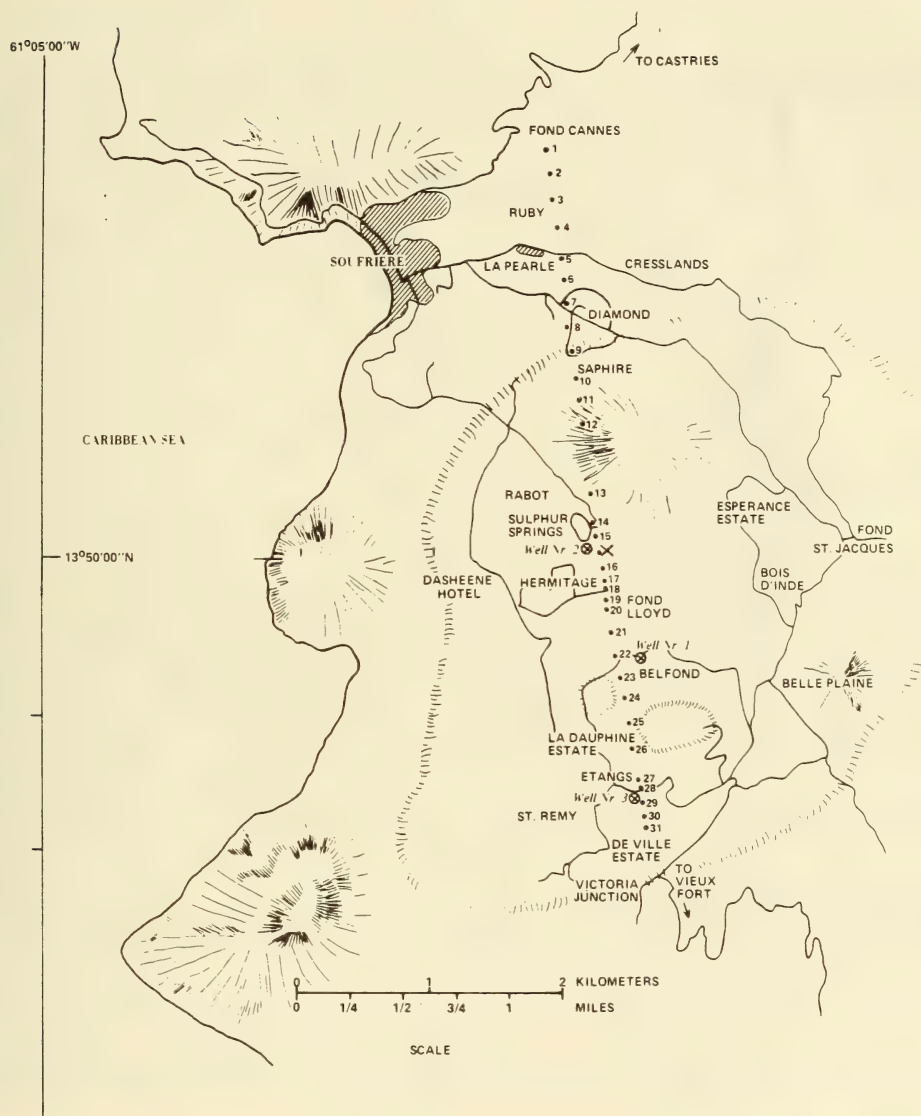 61°05'00"W
TO CASTRIES
FOND CANNES
1
2
3
RUBY
4
SOUFRIERE
LA PEARLE
5
CRESSLANDS
6
7
DIAMOND
8
9
SAPHIRE
10
11
12
CARIBBEAN SEA
13
RABOT
ESPERANCE
ESTATE
SULPHUR
SPRINGS
14
15
FOND
ST. JACQUES
Well Nr. 2
13°50'00"N
16
BOIS
D'INDE
DASHEENE
HOTEL
HERMITAGE
17
18
19
20
FOND
LLOYD
21
Well Nr. 1
22
23
BELFOND
BELLE PLAINE
24
25
LA DAUPHINE
ESTATE
26
ETANGS
27
28
Well Nr. 3
29
ST. REMY
30
31
DE VILLE
ESTATE
VICTORIA
JUNCTION
TO
VIEUX
FORT
0 1 2 KILOMETERS
0 1/4 1/2 3/4 1 MILES
SCALE